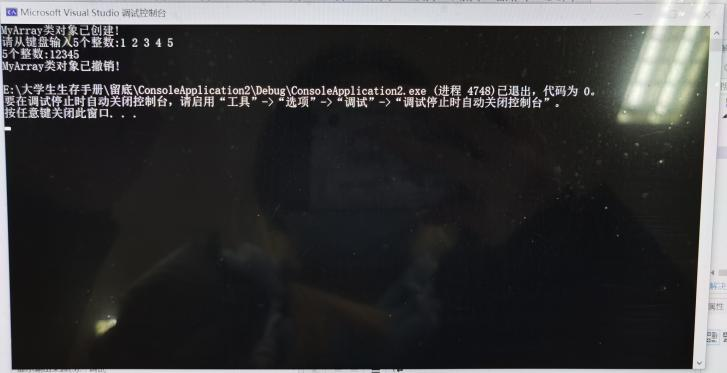 Microsoft Visual Studio 调试控制台
MyArray类对象已创建!
请从键盘输入5个整数:1 2 3 4 5
5个整数:12345
MyArray类对象已撤销!
E:\大学生生存手册\留底\ConsoleApplication2\Debug\ConsoleApplication2.exe (进程 4748)已退出，代码为 0。
要在调试停止时自动关闭控制台，请启用“工具”->“选项”->“调试”->“调试停止时自动关闭控制台”。
按任意键关闭此窗口. . .
解决
属性